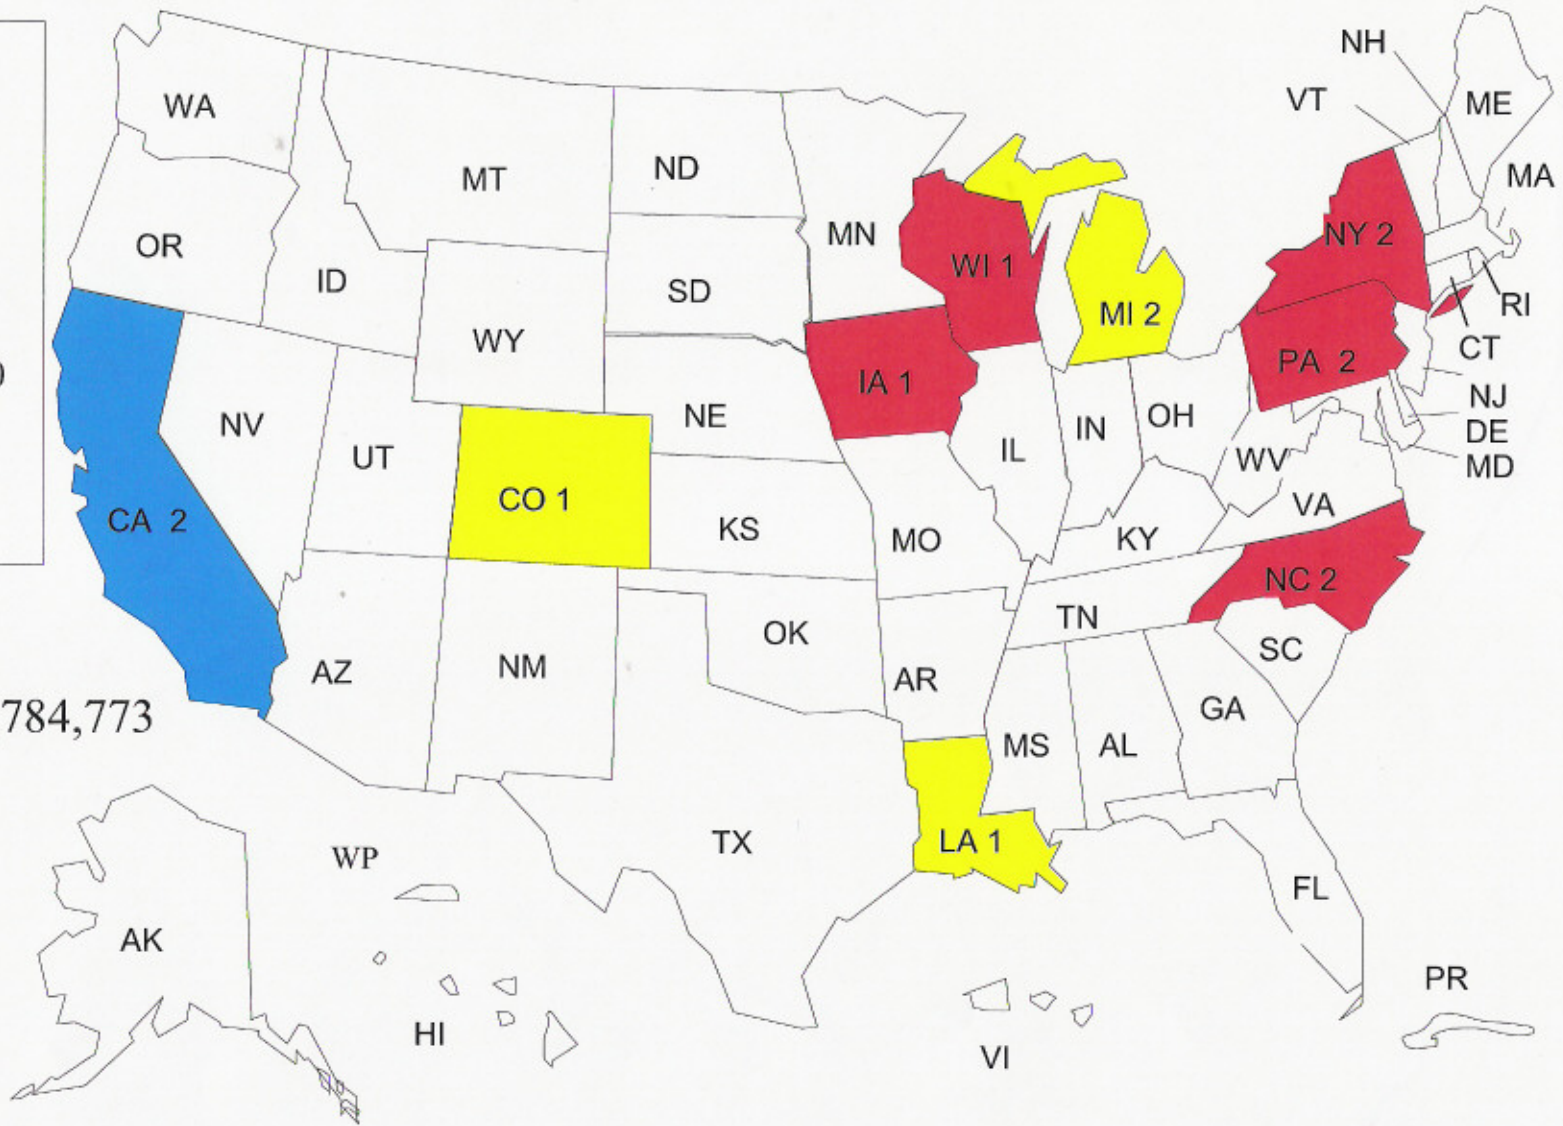 NH
VT
ME
WA
MA
ND
MT
MN
NY 2
OR
WI 1
ID
SD
RI
MI 2
WY
CT
PA 2
IA 1
NJ
NE
OH
NV
IN
DE
UT
IL
WV
MD
CO 1
VA
CA 2
KS
MO
KY
NC 2
TN
OK
SC
AZ
NM
AR
GA
784,773
MS
AL
TX
LA 1
WP
FL
AK
PR
HI
VI